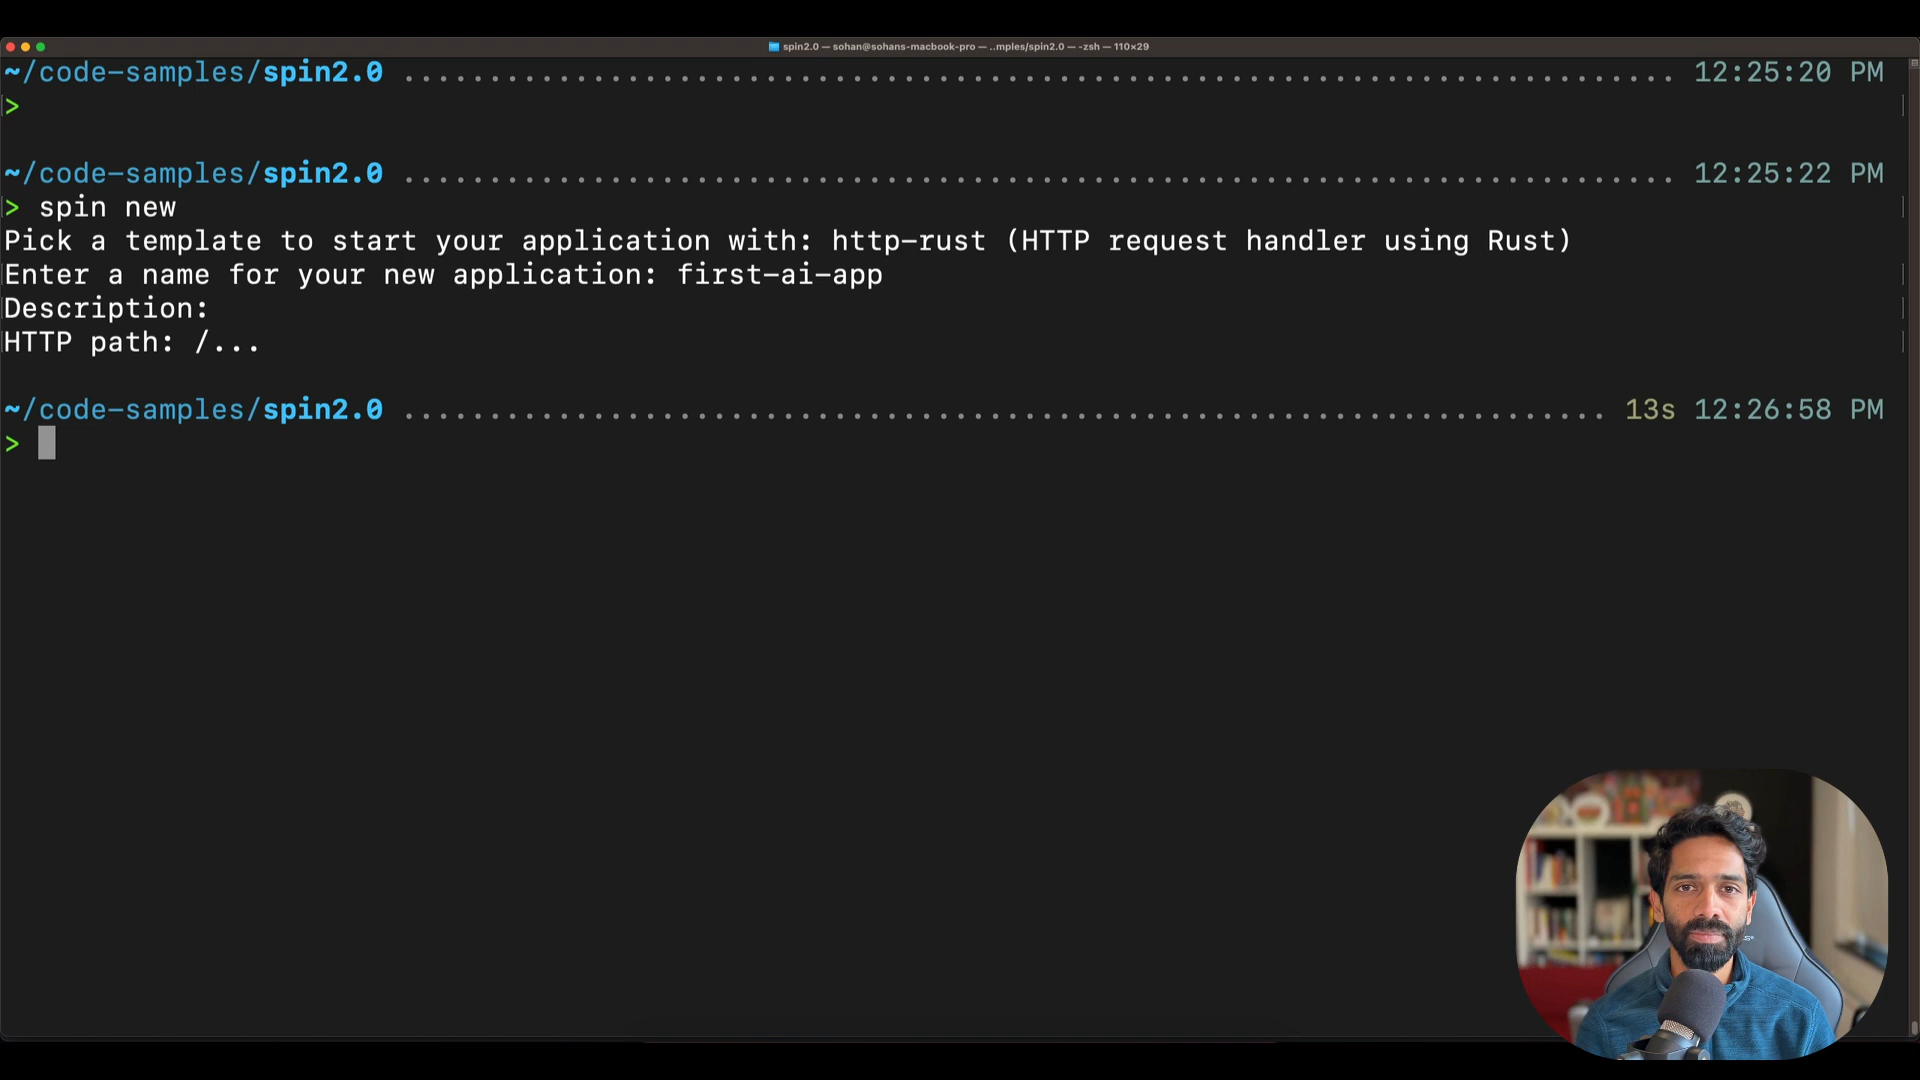 spin2.0 — sohan@sohans-macbook-pro — ..mples/spin2.0 — -zsh — 110×29
~/code-samples/spin2.0 .......................................................................... 12:25:20 PM
>
~/code-samples/spin2.0 .......................................................................... 12:25:22 PM
> spin new
Pick a template to start your application with: http-rust (HTTP request handler using Rust)
Enter a name for your new application: first-ai-app
Description:
HTTP path: /...
~/code-samples/spin2.0 ...................................................................... 13s 12:26:58 PM
>